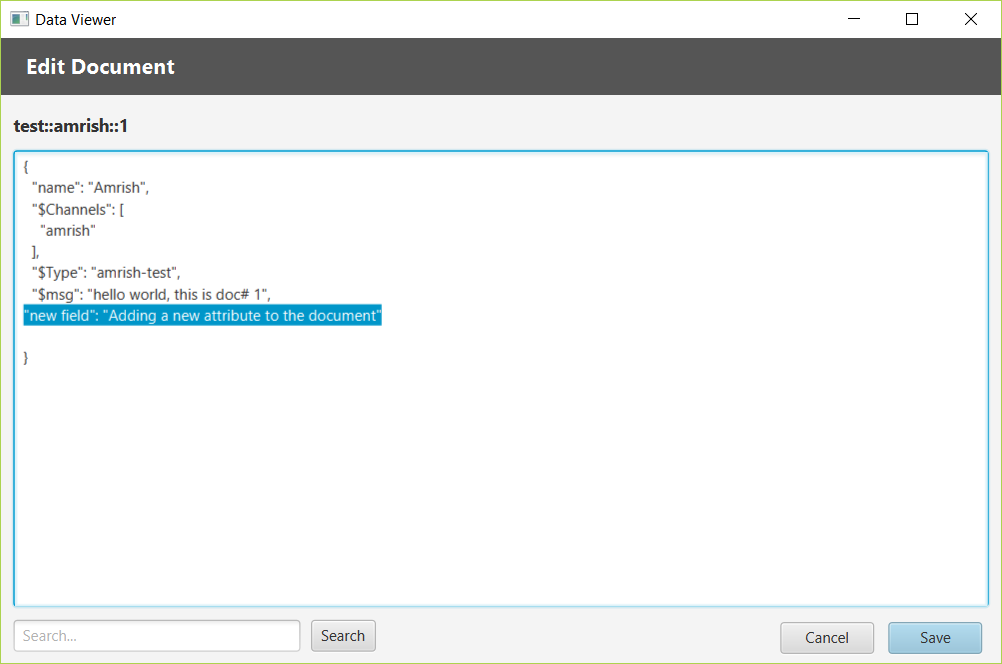 Data Viewer
Edit Document
test::amrish::1
{
"name": "Amrish",
"$Channels": [
"amrish"
],
"$Type": "amrish-test",
"$msg": "hello world, this is doc# 1",
"new field": "Adding a new attribute to the document"
}
Search...
Search
Cancel
Save